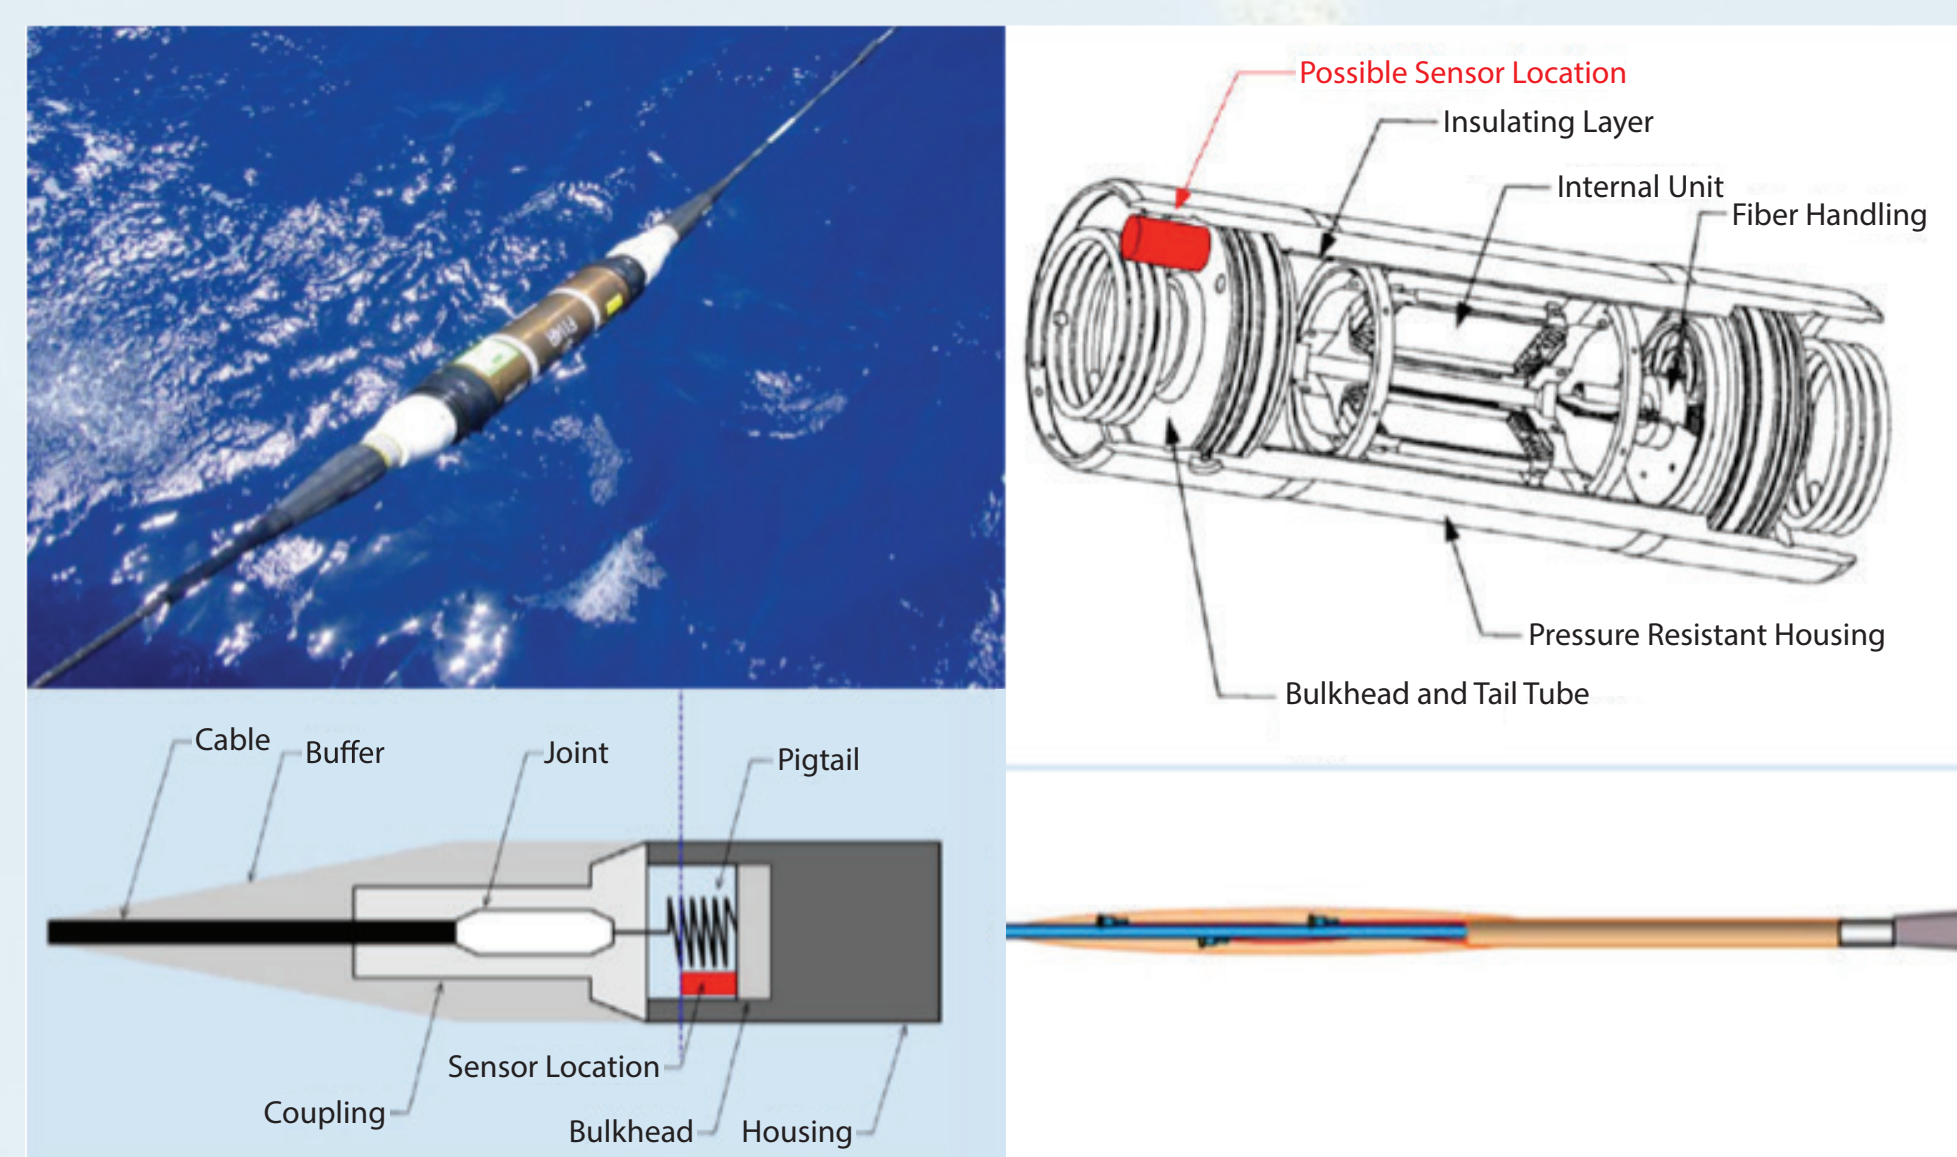 Possible Sensor Location
Insulating Layer
Internal Unit
Fiber Handling
Pressure Resistant Housing
Bulkhead and Tail Tube
Cable
Buffer
Joint
Pigtail
Sensor Location
Coupling
Bulkhead
Housing